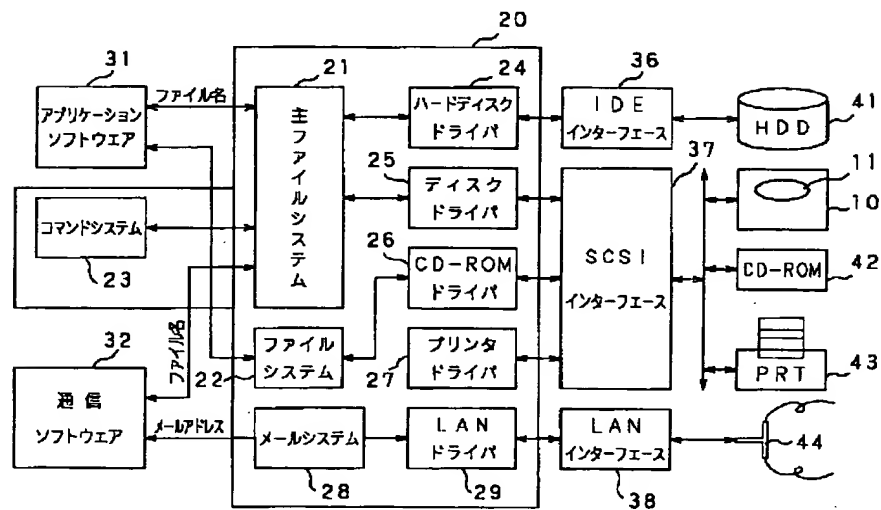 20
31
アプリケーション
ソフトウェア
ファイル名
21
主ファイルシステム
24
ハードディスク
ドライバ
36
IDE
インターフェース
HDD
41
25
ディスク
ドライバ
37
SCSI
インターフェース
11
10
コマンドシステム
23
26
CD-ROM
ドライバ
CD-ROM
42
ファイル名
22
ファイル
システム
27
プリンタ
ドライバ
PRT
43
32
通信
ソフトウェア
メールアドレス
メールシステム
28
LAN
ドライバ
29
LAN
インターフェース
38
44